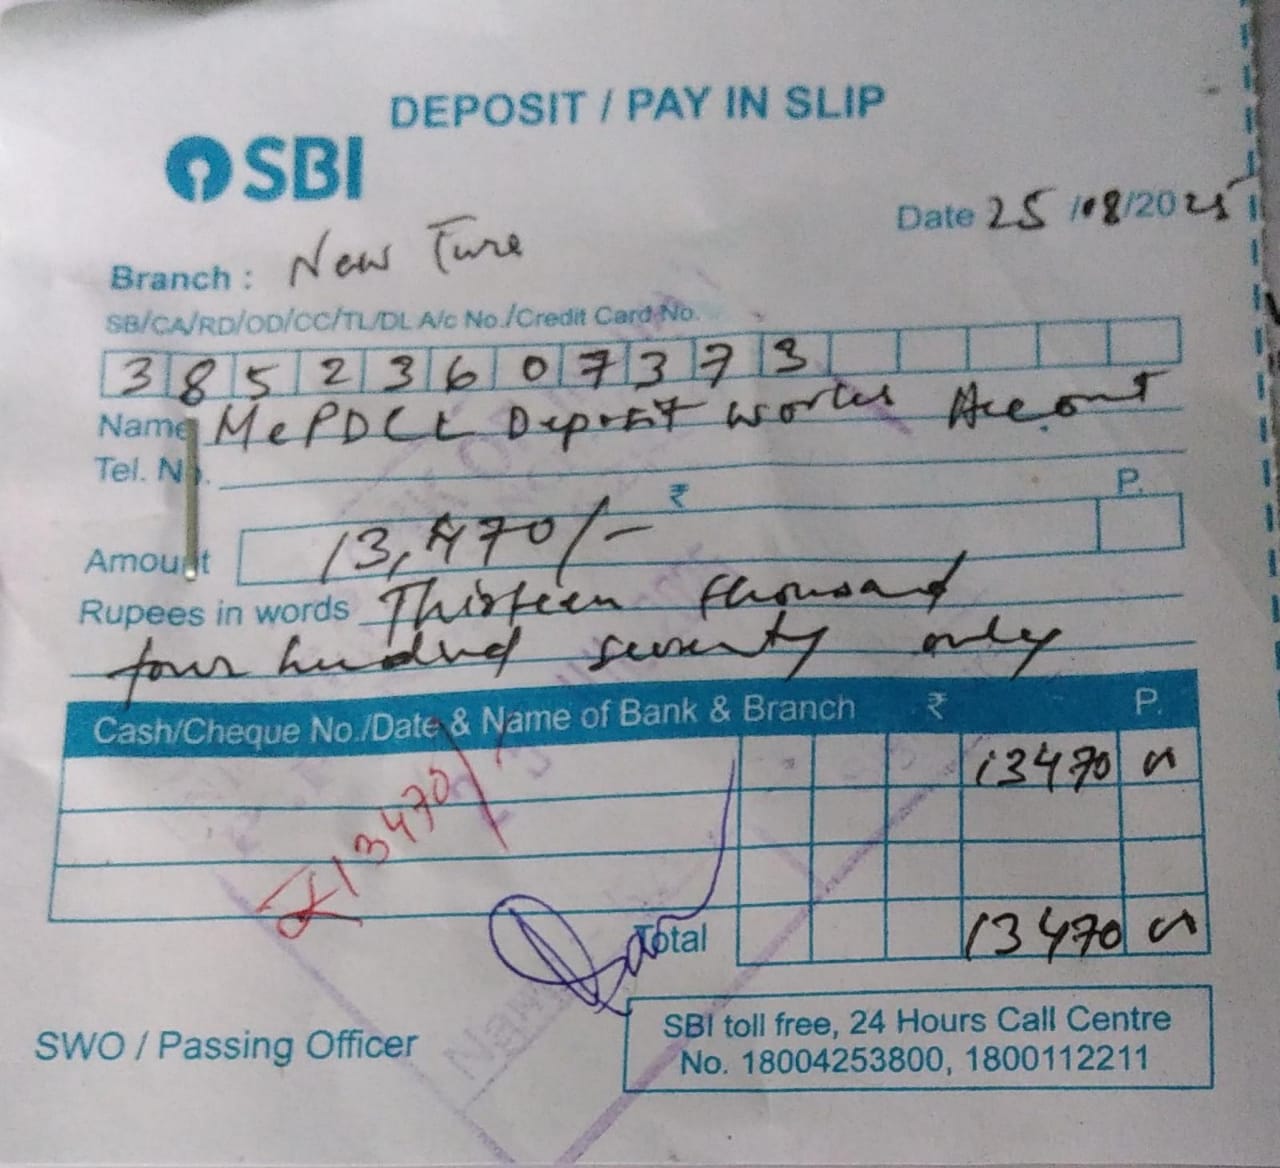 DEPOSIT / PAY IN SLIP
SBI
Date 25/08/2025
Branch : New Tura
SB/CA/RD/OD/CC/TL/DL A/c No./Credit Card No.
38523607373
Name MePDCL Deposit works Account
Tel. No.
₹ P.
Amount 13,470/-
Rupees in words Thirteen thousand
four hundred seventy only
Cash/Cheque No./Date & Name of Bank & Branch ₹ P.
13470
₹13470/-
Total 13470
SWO / Passing Officer
SBI toll free, 24 Hours Call Centre
No. 18004253800, 1800112211